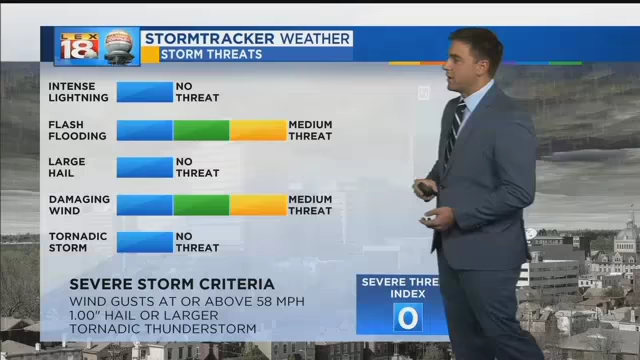 LEX
18
STORMTRACKER WEATHER
STORM THREATS
INTENSE
LIGHTNING
NO
THREAT
FLASH
FLOODING
MEDIUM
THREAT
LARGE
HAIL
NO
THREAT
DAMAGING
WIND
MEDIUM
THREAT
TORNADIC
STORM
NO
THREAT
SEVERE STORM CRITERIA
WIND GUSTS AT OR ABOVE 58 MPH
1.00" HAIL OR LARGER
TORNADIC THUNDERSTORM
SEVERE THRE
INDEX
0